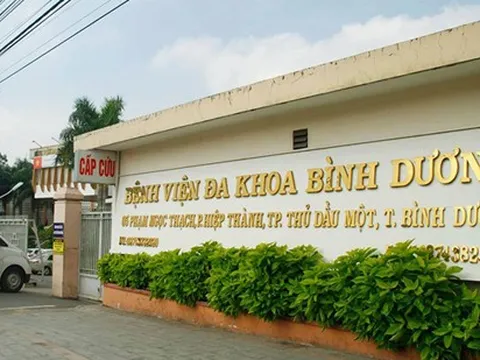 CẤP CỨU
BỆNH VIỆN ĐA KHOA BÌNH DƯƠN
05 PHẠM NGỌC THẠCH, P. HIỆP THÀNH, TP. THỦ DẦU MỘT, T. BÌNH DƯ